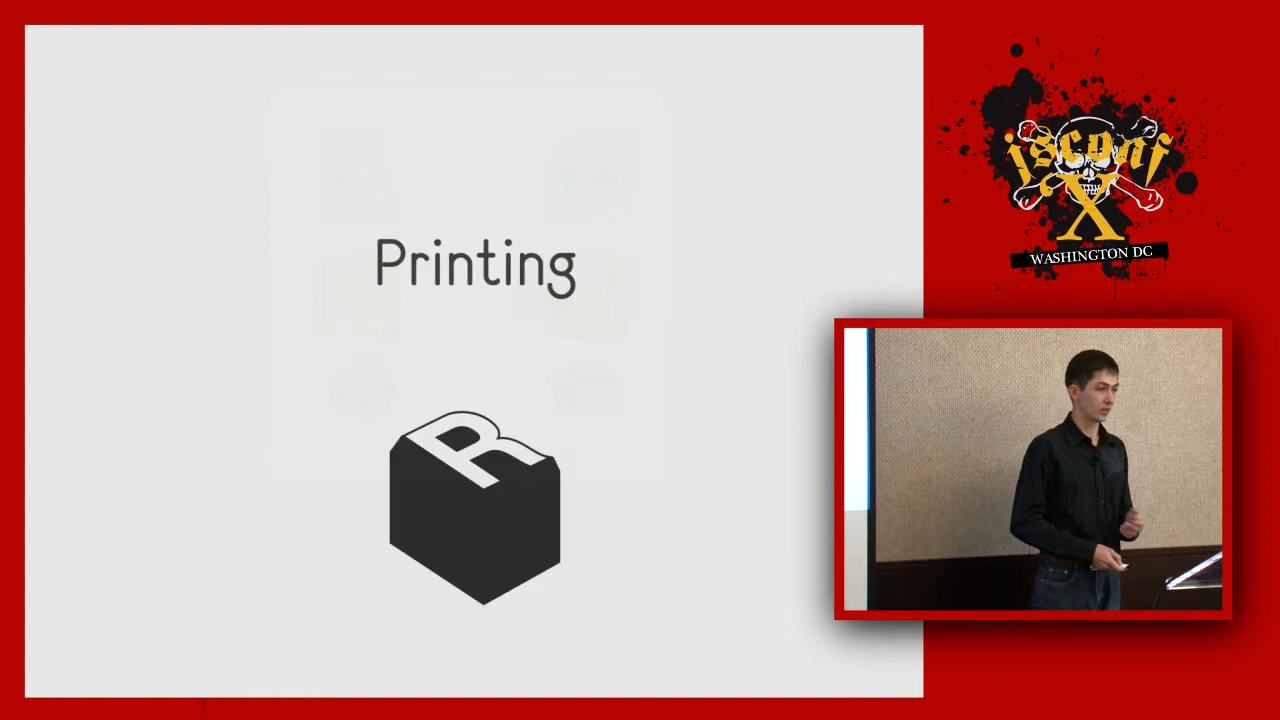 Printing
R
jsconf
X
WASHINGTON DC